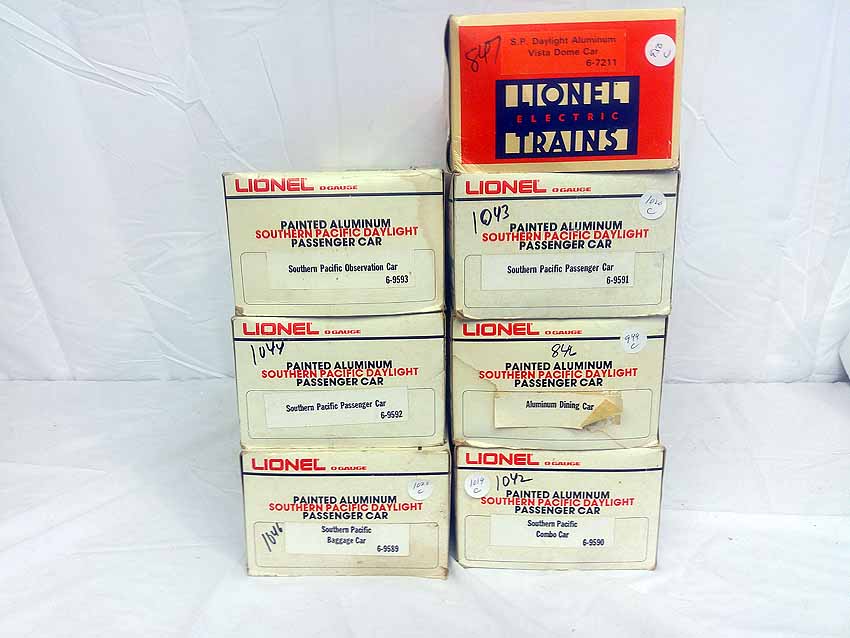 847
S.P. Daylight Aluminum
Vista Dome Car
6-7211
LIONEL
ELECTRIC
TRAINS
LIONEL O GAUGE
PAINTED ALUMINUM
SOUTHERN PACIFIC DAYLIGHT
PASSENGER CAR
Southern Pacific Observation Car
6-9593
LIONEL O GAUGE
1043
1020
C
PAINTED ALUMINUM
SOUTHERN PACIFIC DAYLIGHT
PASSENGER CAR
Southern Pacific Passenger Car
6-9591
LIONEL O GAUGE
1044
PAINTED ALUMINUM
SOUTHERN PACIFIC DAYLIGHT
PASSENGER CAR
Southern Pacific Passenger Car
6-9592
LIONEL O GAUGE
842
949
C
PAINTED ALUMINUM
SOUTHERN PACIFIC DAYLIGHT
PASSENGER CAR
Aluminum Dining Car
LIONEL O GAUGE
C
PAINTED ALUMINUM
SOUTHERN PACIFIC DAYLIGHT
PASSENGER CAR
1046
Southern Pacific
Baggage Car
6-9589
LIONEL O GAUGE
1019
C
1042
PAINTED ALUMINUM
SOUTHERN PACIFIC DAYLIGHT
PASSENGER CAR
Southern Pacific
Combo Car
6-9590